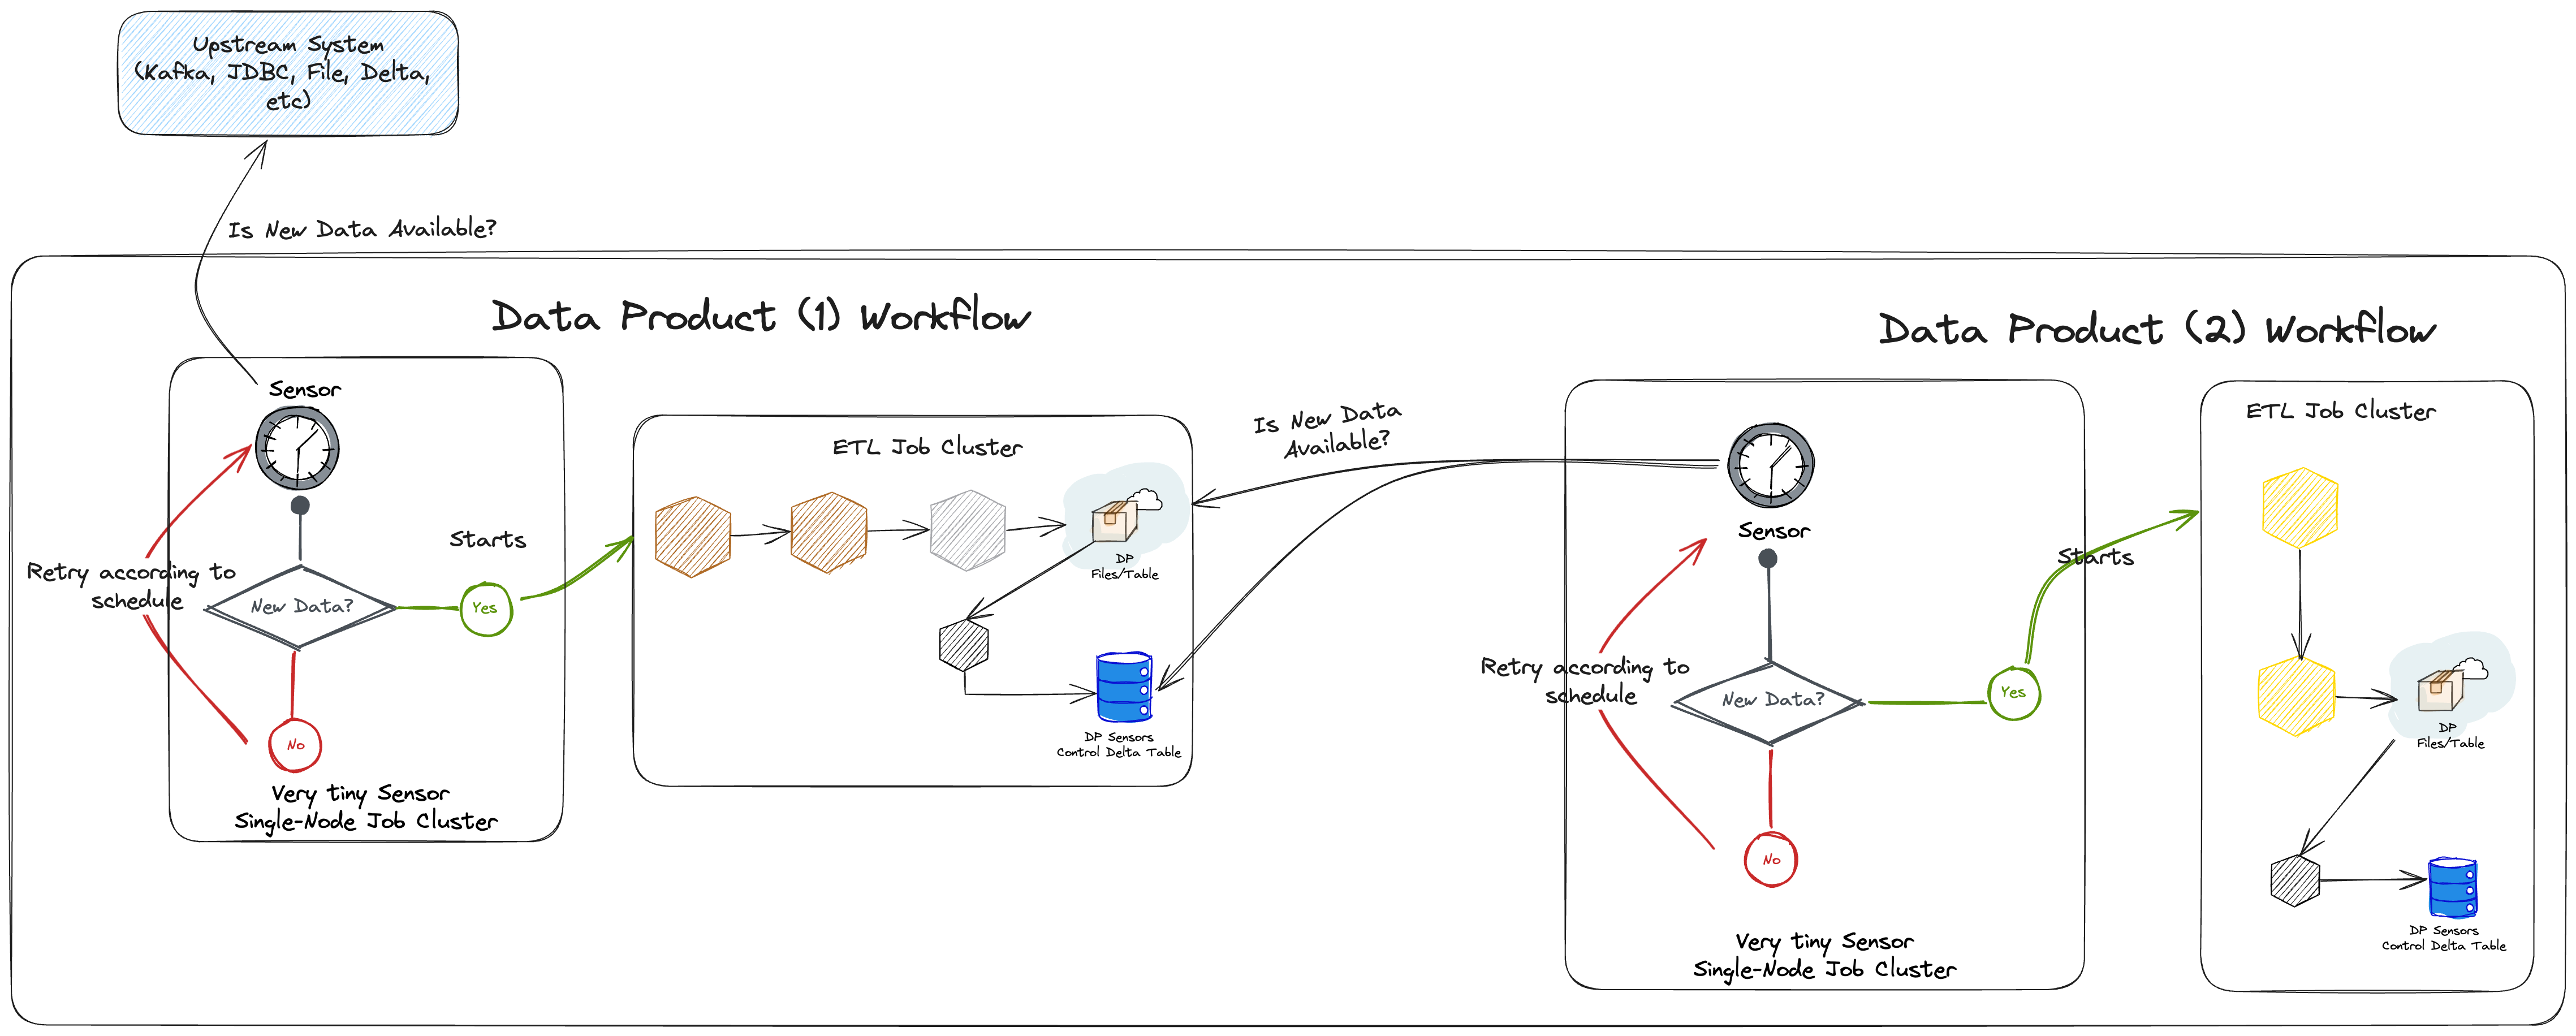 Upstream System
(Kafka, JDBC, File, Delta,
etc)
Is New Data Available?
Data Product (1) Workflow
Sensor
Retry according to
schedule
New Data?
Yes
Starts
No
Very tiny Sensor
Single-Node Job Cluster
ETL Job Cluster
DP
Files/Table
DP Sensors
Control Delta Table
Is New Data
Available?
Data Product (2) Workflow
Sensor
Retry according to
schedule
New Data?
Yes
Starts
No
Very tiny Sensor
Single-Node Job Cluster
ETL Job Cluster
DP
Files/Table
DP Sensors
Control Delta Table